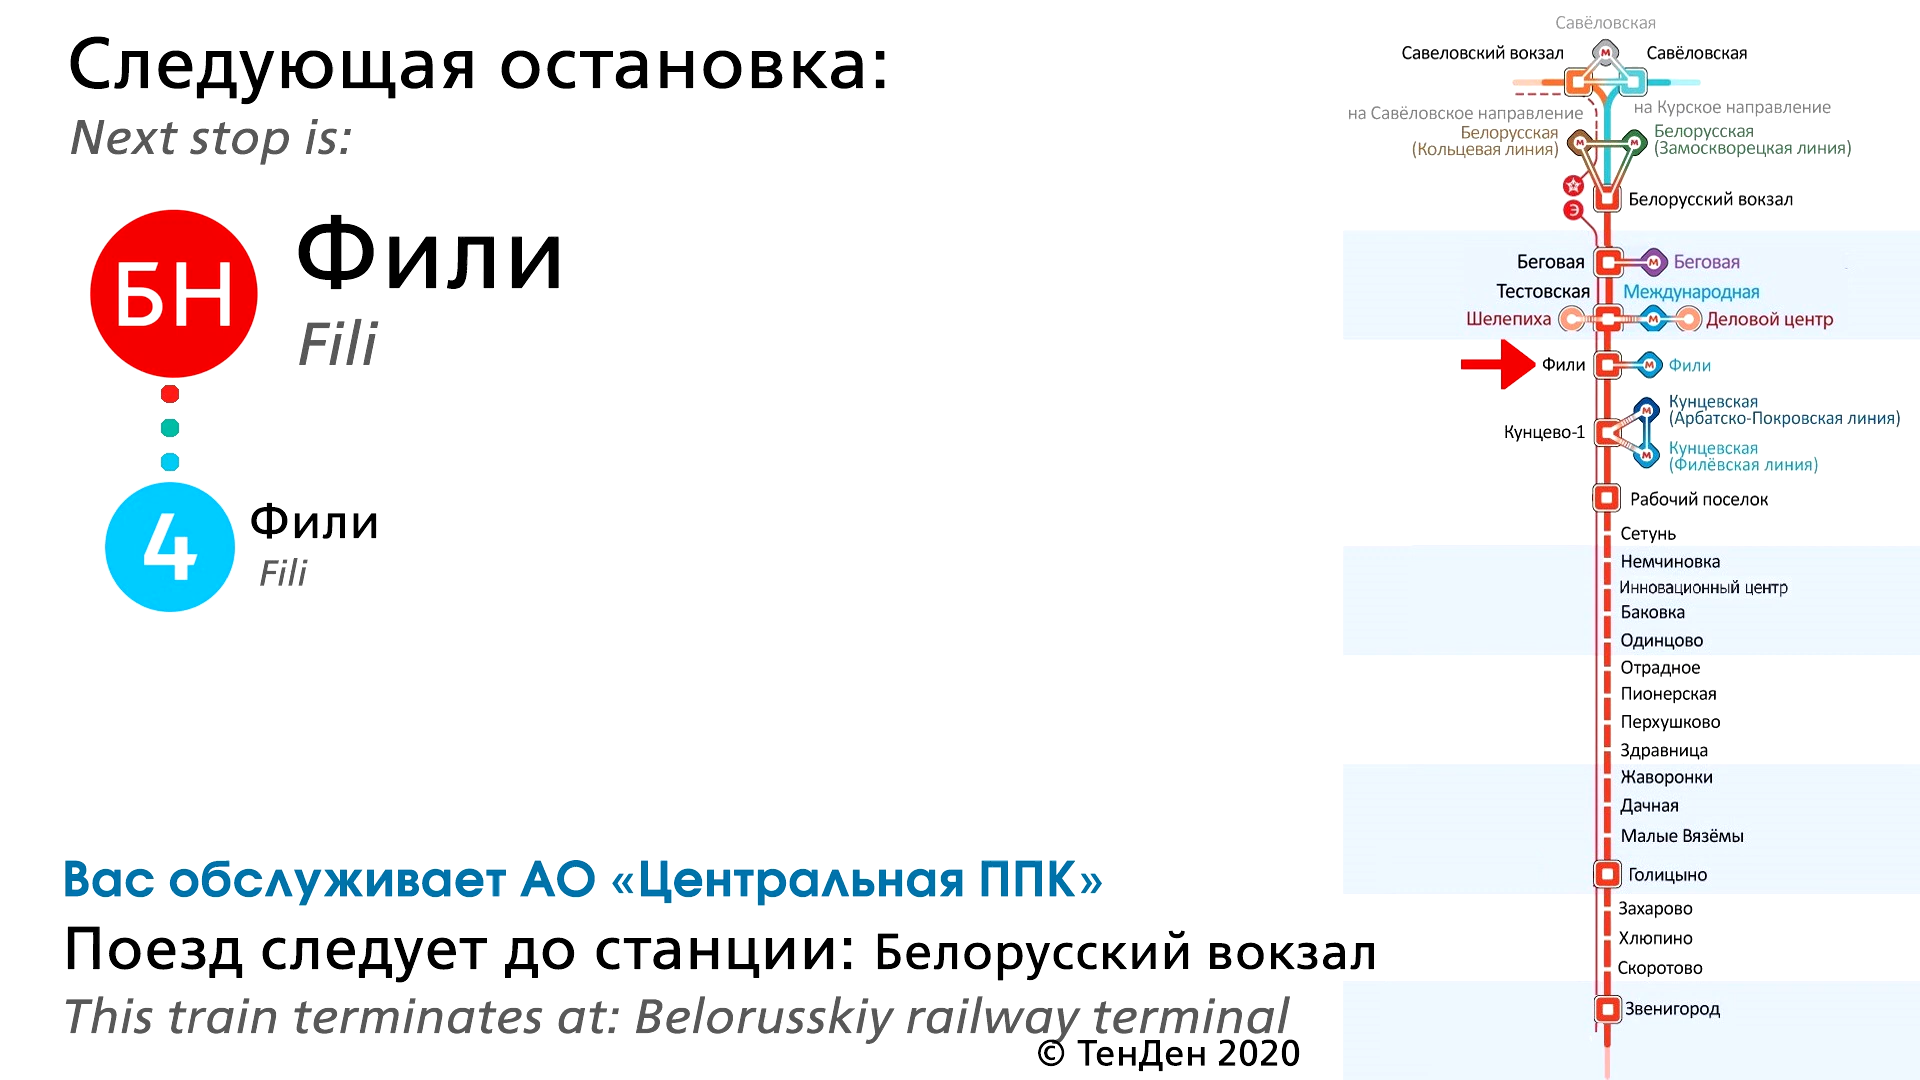 Следующая остановка:
Next stop is:
БН
Фили
Fili
4
Фили
Fili
Вас обслуживает АО «Центральная ППК»
Поезд следует до станции: Белорусский вокзал
This train terminates at: Belorusskiy railway terminal
© ТенДен 2020
Савёловская
Савеловский вокзал
М
Савёловская
на Савёловское направление
на Курское направление
Белорусская
(Кольцевая линия)
М
М
Белорусская
(Замоскворецкая линия)
Э
Белорусский вокзал
Беговая
М
Беговая
Тестовская
Международная
Шелепиха
М
Деловой центр
Фили
М
Фили
Кунцево-1
М
Кунцевская
(Арбатско-Покровская линия)
М
Кунцевская
(Филёвская линия)
Рабочий поселок
Сетунь
Немчиновка
Инновационный центр
Баковка
Одинцово
Отрадное
Пионерская
Перхушково
Здравница
Жаворонки
Дачная
Малые Вязёмы
Голицыно
Захарово
Хлюпино
Скоротово
Звенигород